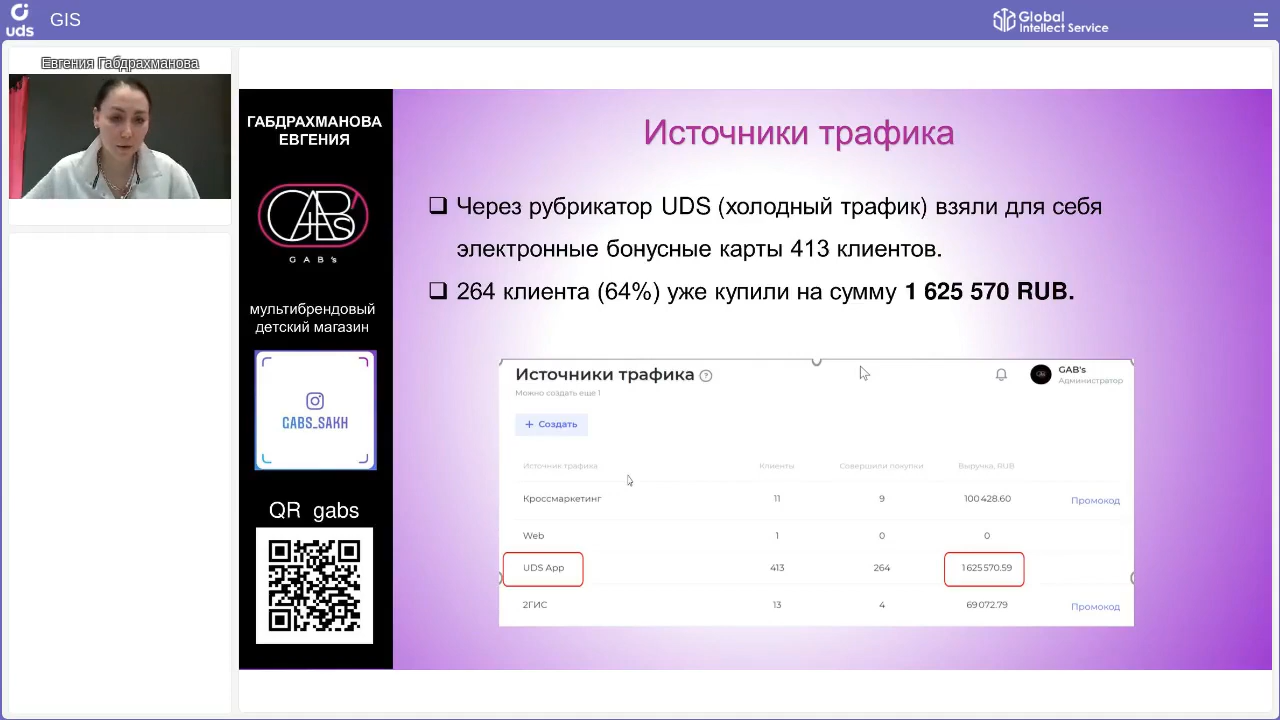 uds
GIS
Global
Intellect Service
Евгения Габдрахманова
ГАБДРАХМАНОВА
ЕВГЕНИЯ
GAB's
G A B's
мультибрендовый
детский магазин
GABS_SAKH
QR gabs
Источники трафика
Через рубрикатор UDS (холодный трафик) взяли для себя
электронные бонусные карты 413 клиентов.
264 клиента (64%) уже купили на сумму 1 625 570 RUB.
Источники трафика ?
Можно создать еще 1
GAB's
Администратор
+ Создать
Источник трафика Клиенты Совершили покупки Выручка, RUB
Кроссмаркетинг 11 9 100 428.60 Промокод
Web 1 0 0
UDS App 413 264 1 625 570.59
2ГИС 13 4 69 072.79 Промокод